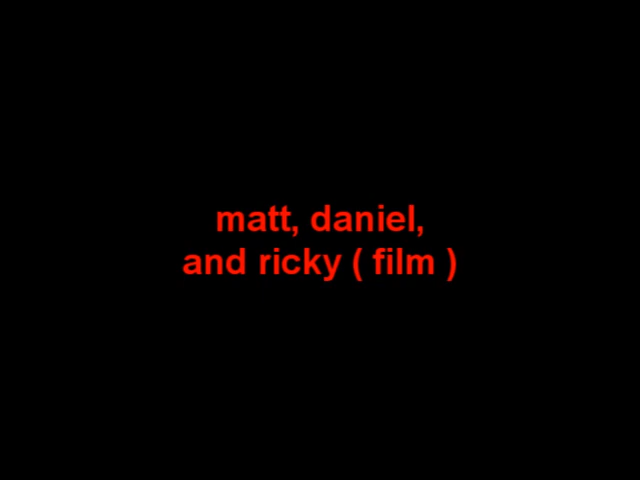 matt, daniel,
and ricky ( film )